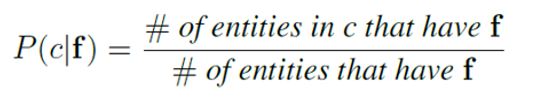 P(c|f) = # of entities in c that have f / # of entities that have f